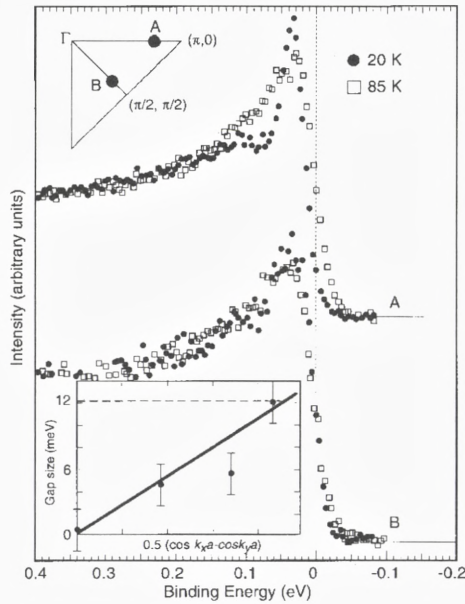 Γ
A
(π,0)
B
(π/2, π/2)
20 K
85 K
Intensity (arbitrary units)
A
12
6
0
Gap size (meV)
0.5 (cos kₓa-coskᵧa)
B
0.4 0.3 0.2 0.1 0 -0.1 -0.2
Binding Energy (eV)